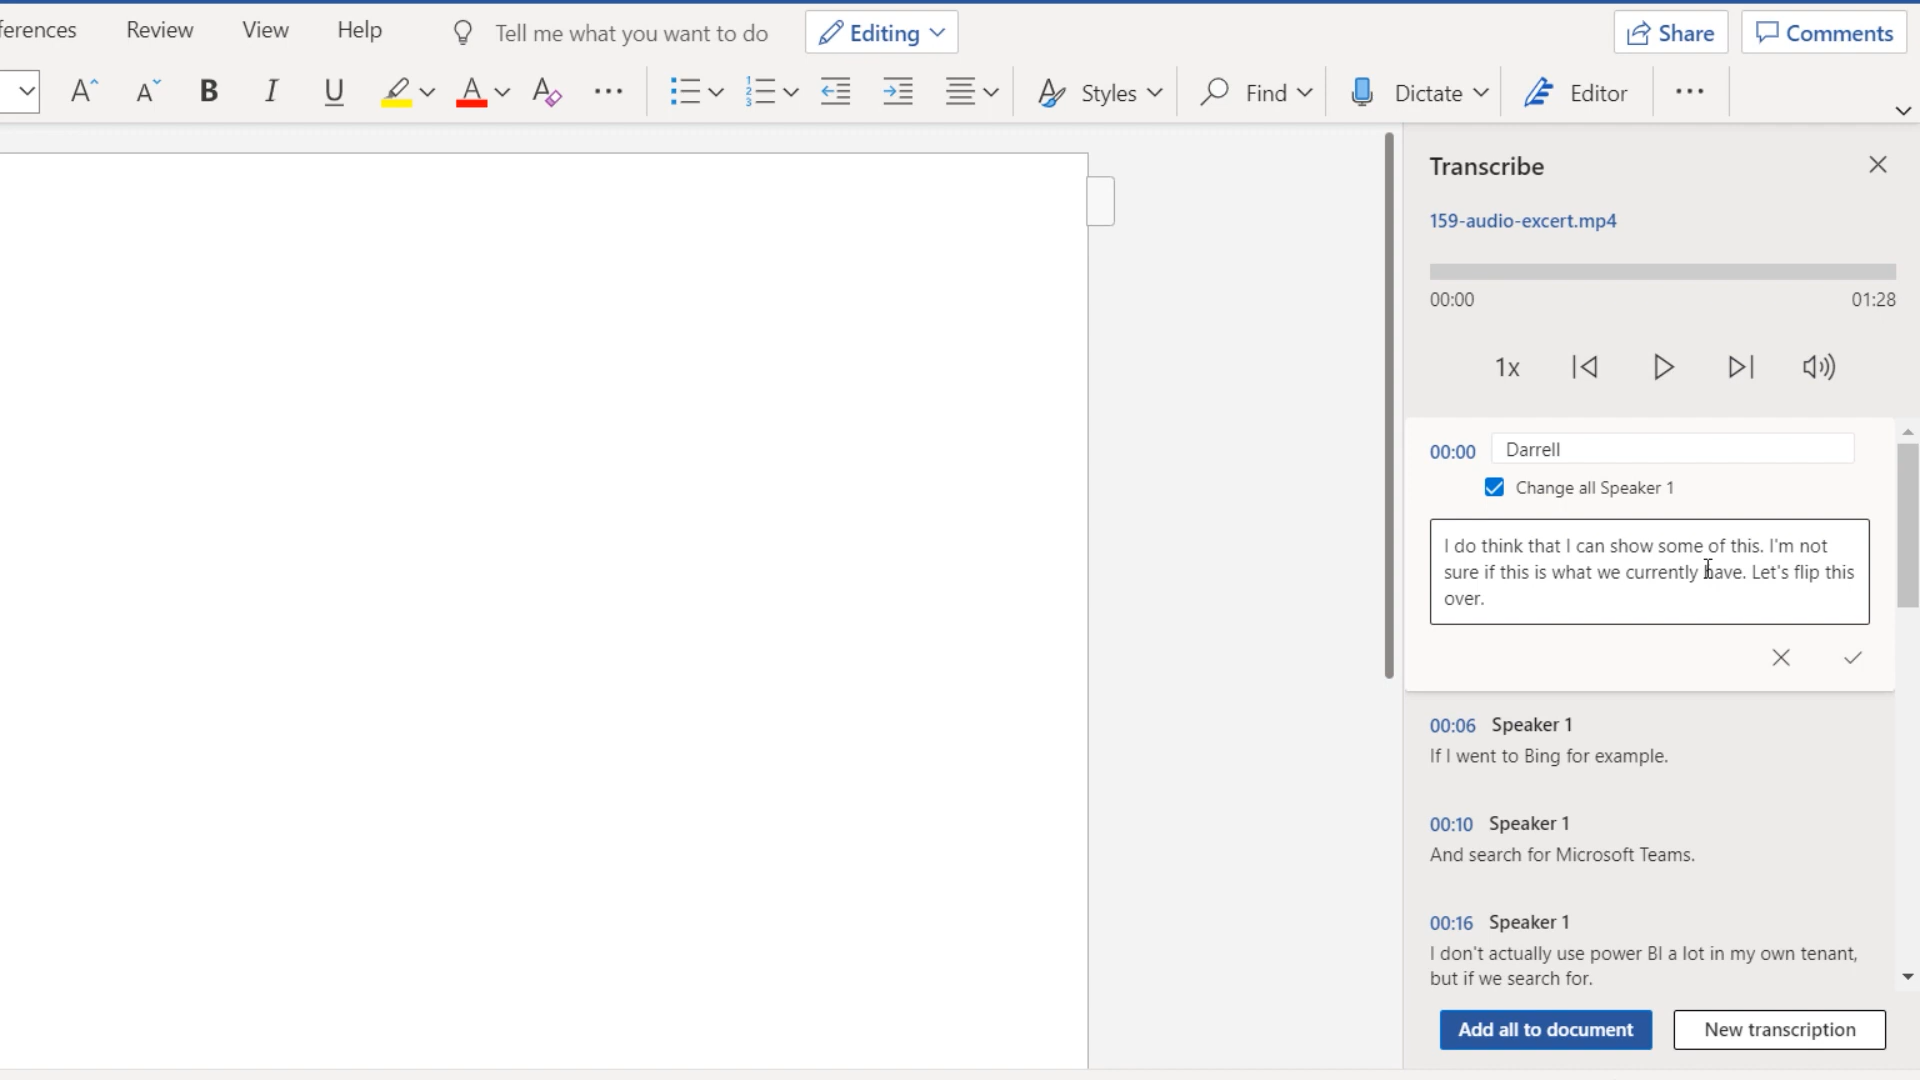 ferences Review View Help Tell me what you want to do Editing Share Comments
A A B I U A A Styles Find Dictate Editor
Transcribe
159-audio-excert.mp4
00:00 01:28
1x
00:00 Darrell
Change all Speaker 1
I do think that I can show some of this. I'm not
sure if this is what we currently have. Let's flip this
over.
00:06 Speaker 1
If I went to Bing for example.
00:10 Speaker 1
And search for Microsoft Teams.
00:16 Speaker 1
I don't actually use power BI a lot in my own tenant,
but if we search for.
Add all to document New transcription